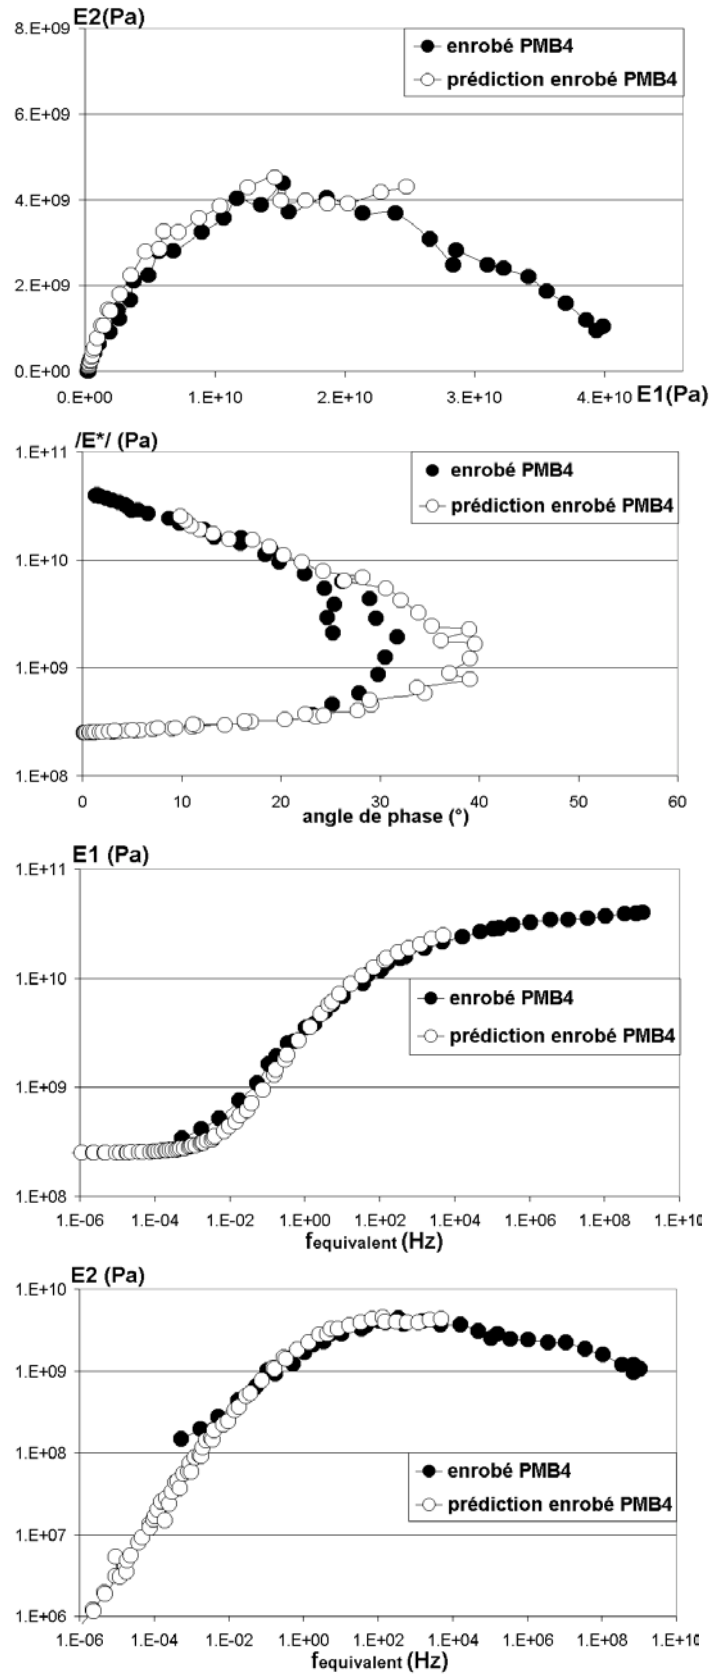 E2(Pa)
8.E+09
enrobé PMB4
prédiction enrobé PMB4
6.E+09
4.E+09
2.E+09
0.E+00
0.E+00 1.E+10 2.E+10 3.E+10 4.E+10 E1(Pa)
/E*/ (Pa)
1.E+11
enrobé PMB4
prédiction enrobé PMB4
1.E+10
1.E+09
1.E+08
0 10 20 30 40 50 60
angle de phase (°)
E1 (Pa)
1.E+11
1.E+10
enrobé PMB4
prédiction enrobé PMB4
1.E+09
1.E+08
1.E-06 1.E-04 1.E-02 1.E+00 1.E+02 1.E+04 1.E+06 1.E+08 1.E+10
fequivalent (Hz)
E2 (Pa)
1.E+10
1.E+09
1.E+08
enrobé PMB4
prédiction enrobé PMB4
1.E+07
1.E+06
1.E-06 1.E-04 1.E-02 1.E+00 1.E+02 1.E+04 1.E+06 1.E+08 1.E+10
fequivalent (Hz)